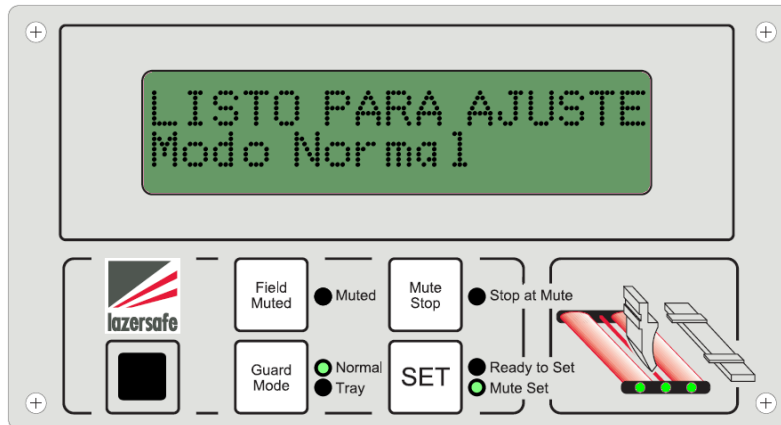 LISTO PARA AJUSTE
Modo Normal
lazersafe
Field
Muted
Muted
Mute
Stop
Stop at Mute
Guard
Mode
Normal
Tray
SET
Ready to Set
Mute Set